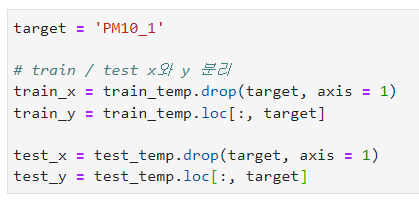 target = 'PM10_1'
# train / test x와 y 분리
train_x = train_temp.drop(target, axis = 1)
train_y = train_temp.loc[:, target]
test_x = test_temp.drop(target, axis = 1)
test_y = test_temp.loc[:, target]